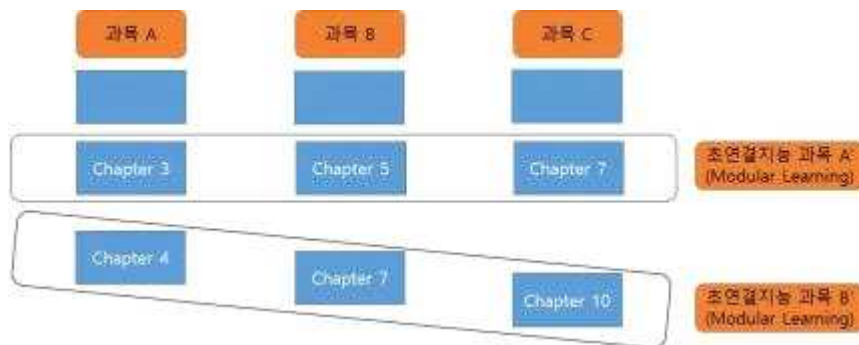 과목 A
과목 B
과목 C
Chapter 3
Chapter 5
Chapter 7
초연결지능 과목 A'
(Modular Learning)
Chapter 4
Chapter 7
Chapter 10
초연결지능 과목 B'
(Modular Learning)